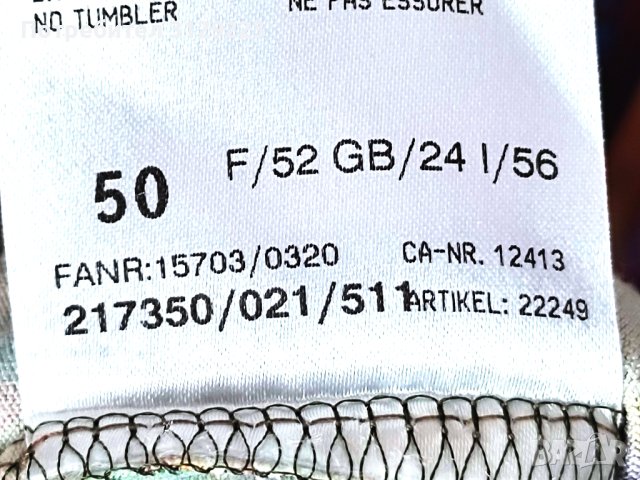 NO TUMBLER
NE PAS ESSORER
50 F/52 GB/24 I/56
FANR:15703/0320 CA-NR. 12413
217350/021/511 ARTIKEL: 22249